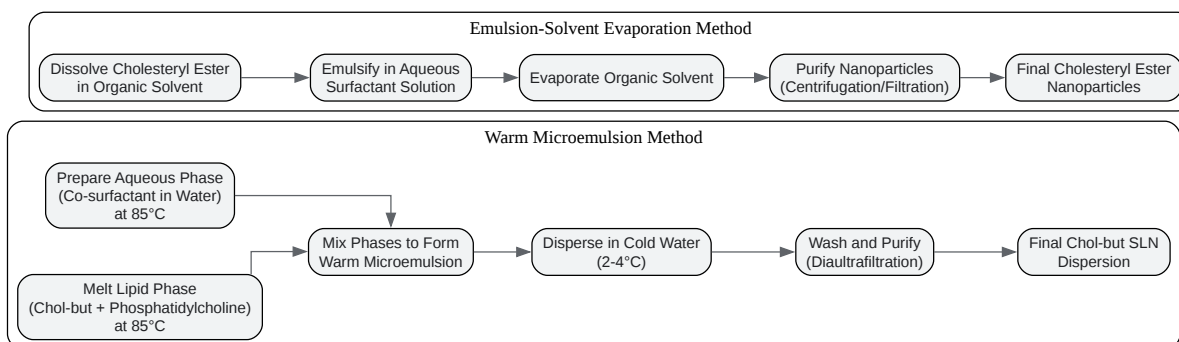 Emulsion-Solvent Evaporation Method
Dissolve Cholesteryl Ester
in Organic Solvent
Emulsify in Aqueous
Surfactant Solution
Evaporate Organic Solvent
Purify Nanoparticles
(Centrifugation/Filtration)
Final Cholesteryl Ester
Nanoparticles
Warm Microemulsion Method
Prepare Aqueous Phase
(Co-surfactant in Water)
at 85°C
Melt Lipid Phase
(Chol-but + Phosphatidylcholine)
at 85°C
Mix Phases to Form
Warm Microemulsion
Disperse in Cold Water
(2-4°C)
Wash and Purify
(Diaultrafiltration)
Final Chol-but SLN
Dispersion